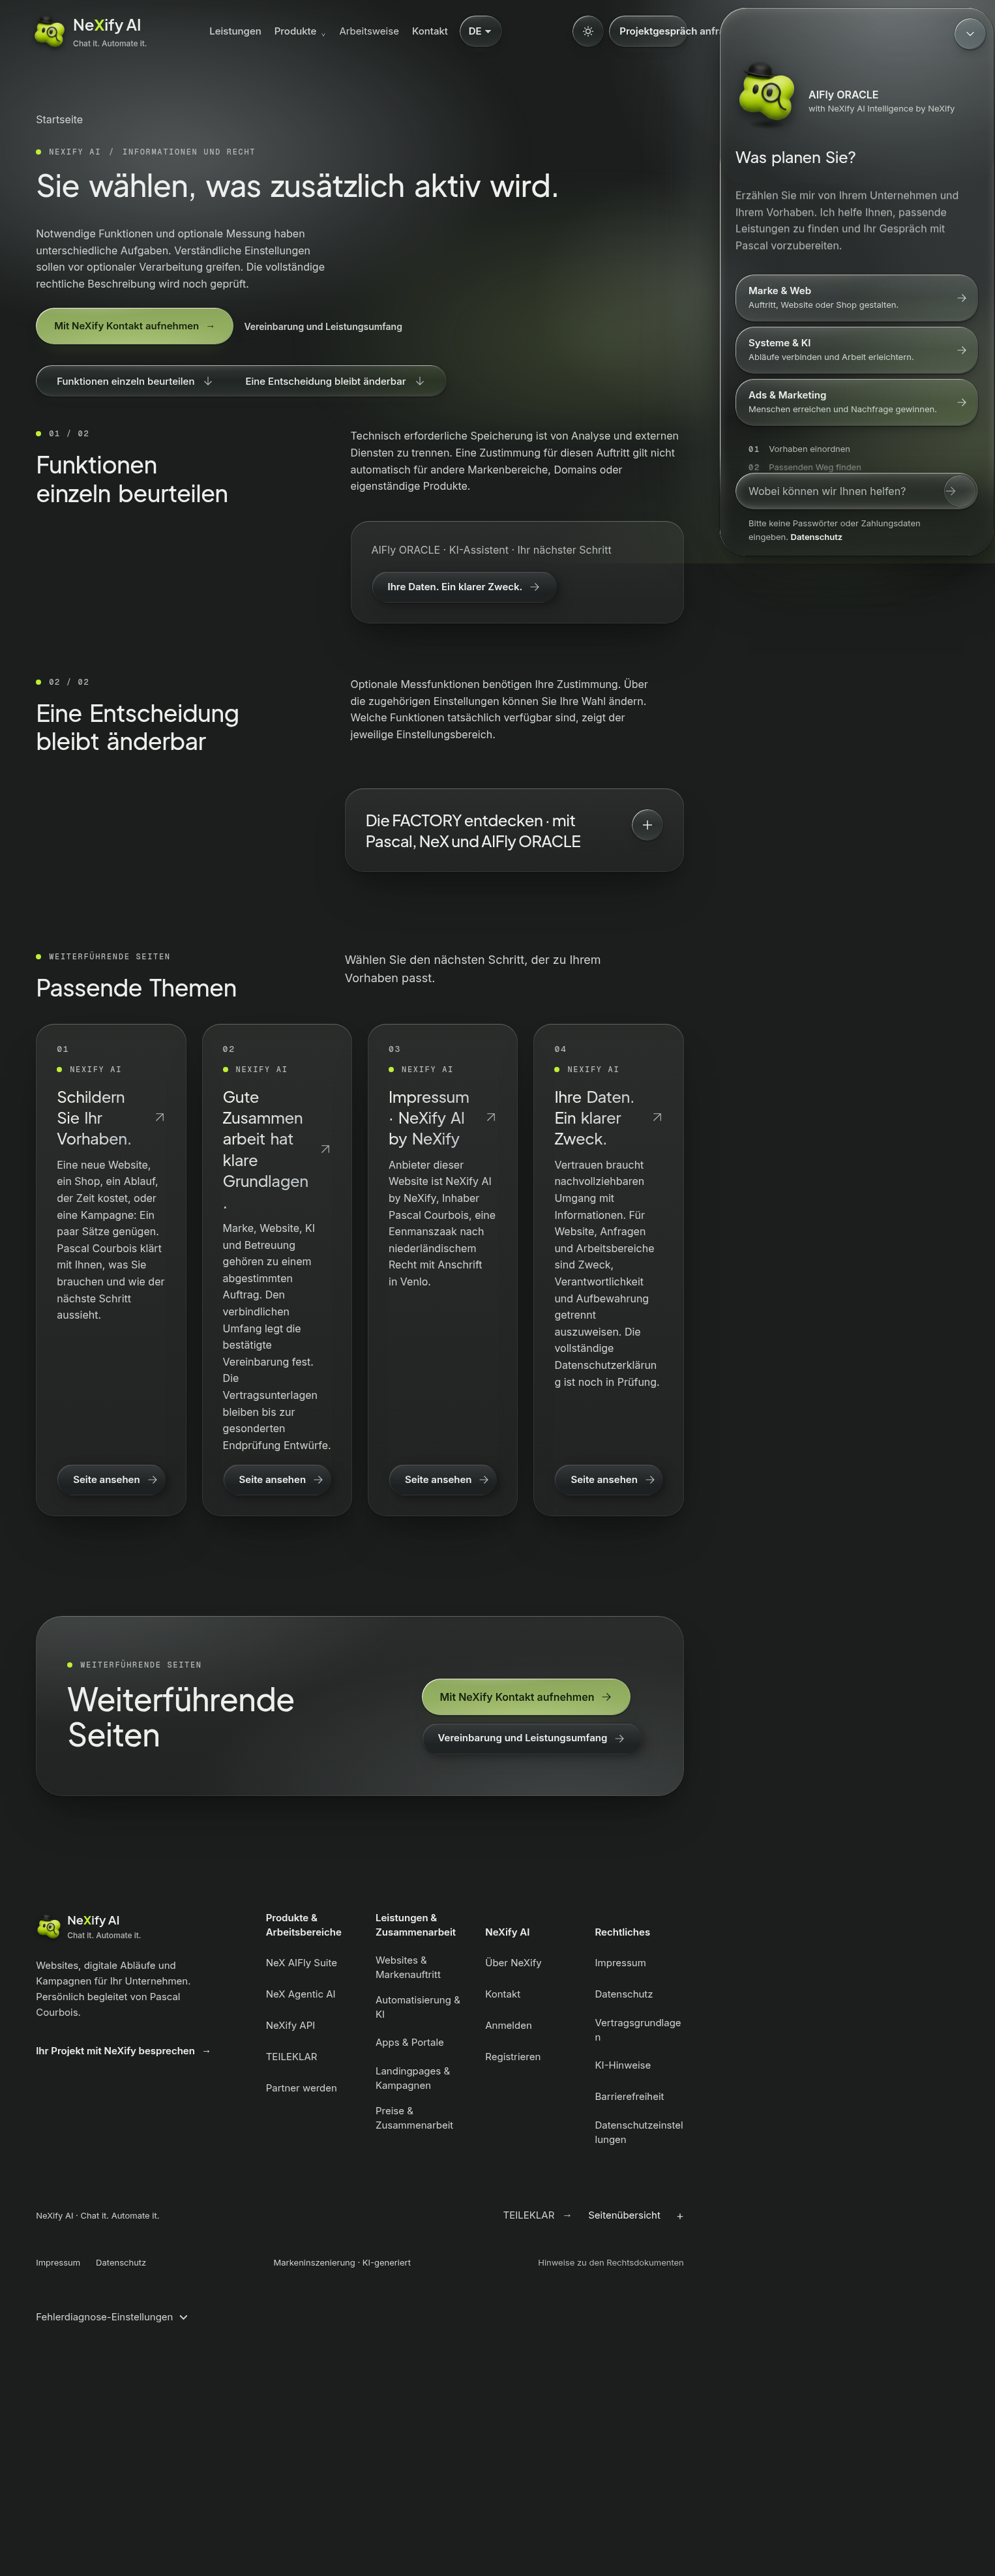 NeXify AI
Chat it. Automate it.
Leistungen
Produkte
Arbeitsweise
Kontakt
DE
Projektgespräch anfr
Startseite
NEXIFY AI / INFORMATIONEN UND RECHT
Sie wählen, was zusätzlich aktiv wird.
Notwendige Funktionen und optionale Messung haben
unterschiedliche Aufgaben. Verständliche Einstellungen
sollen vor optionaler Verarbeitung greifen. Die vollständige
rechtliche Beschreibung wird noch geprüft.
Mit NeXify Kontakt aufnehmen →
Vereinbarung und Leistungsumfang
Funktionen einzeln beurteilen ↓
Eine Entscheidung bleibt änderbar ↓
AIFly ORACLE
with NeXify AI Intelligence by NeXify
Was planen Sie?
Erzählen Sie mir von Ihrem Unternehmen und
Ihrem Vorhaben. Ich helfe Ihnen, passende
Leistungen zu finden und Ihr Gespräch mit
Pascal vorzubereiten.
Marke & Web
Auftritt, Website oder Shop gestalten.
→
Systeme & KI
Abläufe verbinden und Arbeit erleichtern.
→
Ads & Marketing
Menschen erreichen und Nachfrage gewinnen.
→
01 Vorhaben einordnen
02 Passenden Weg finden
Wobei können wir Ihnen helfen?
→
Bitte keine Passwörter oder Zahlungsdaten
eingeben. Datenschutz
01 / 02
Funktionen
einzeln beurteilen
Technisch erforderliche Speicherung ist von Analyse und externen
Diensten zu trennen. Eine Zustimmung für diesen Auftritt gilt nicht
automatisch für andere Markenbereiche, Domains oder
eigenständige Produkte.
AIFly ORACLE · KI-Assistent · Ihr nächster Schritt
Ihre Daten. Ein klarer Zweck. →
02 / 02
Eine Entscheidung
bleibt änderbar
Optionale Messfunktionen benötigen Ihre Zustimmung. Über
die zugehörigen Einstellungen können Sie Ihre Wahl ändern.
Welche Funktionen tatsächlich verfügbar sind, zeigt der
jeweilige Einstellungsbereich.
Die FACTORY entdecken · mit
Pascal, NeX und AIFly ORACLE
+
WEITERFÜHRENDE SEITEN
Passende Themen
Wählen Sie den nächsten Schritt, der zu Ihrem
Vorhaben passt.
01
NEXIFY AI
Schildern
Sie Ihr
Vorhaben.
↗
Eine neue Website,
ein Shop, ein Ablauf,
der Zeit kostet, oder
eine Kampagne: Ein
paar Sätze genügen.
Pascal Courbois klärt
mit Ihnen, was Sie
brauchen und wie der
nächste Schritt
aussieht.
Seite ansehen →
02
NEXIFY AI
Gute
Zusammen
arbeit hat
klare
Grundlagen
.
↗
Marke, Website, KI
und Betreuung
gehören zu einem
abgestimmten
Auftrag. Den
verbindlichen
Umfang legt die
bestätigte
Vereinbarung fest.
Die
Vertragsunterlagen
bleiben bis zur
gesonderten
Endprüfung Entwürfe.
Seite ansehen →
03
NEXIFY AI
Impressum
· NeXify AI
by NeXify
↗
Anbieter dieser
Website ist NeXify AI
by NeXify, Inhaber
Pascal Courbois, eine
Eenmanszaak nach
niederländischem
Recht mit Anschrift
in Venlo.
Seite ansehen →
04
NEXIFY AI
Ihre Daten.
Ein klarer
Zweck.
↗
Vertrauen braucht
nachvollziehbaren
Umgang mit
Informationen. Für
Website, Anfragen
und Arbeitsbereiche
sind Zweck,
Verantwortlichkeit
und Aufbewahrung
getrennt
auszuweisen. Die
vollständige
Datenschutzerklärun
g ist noch in Prüfung.
Seite ansehen →
WEITERFÜHRENDE SEITEN
Weiterführende
Seiten
Mit NeXify Kontakt aufnehmen →
Vereinbarung und Leistungsumfang →
NeXify AI
Chat it. Automate it.
Websites, digitale Abläufe und
Kampagnen für Ihr Unternehmen.
Persönlich begleitet von Pascal
Courbois.
Ihr Projekt mit NeXify besprechen →
Produkte &
Arbeitsbereiche
NeX AIFly Suite
NeX Agentic AI
NeXify API
TEILEKLAR
Partner werden
Leistungen &
Zusammenarbeit
Websites &
Markenauftritt
Automatisierung &
KI
Apps & Portale
Landingpages &
Kampagnen
Preise &
Zusammenarbeit
NeXify AI
Über NeXify
Kontakt
Anmelden
Registrieren
Rechtliches
Impressum
Datenschutz
Vertragsgrundlage
n
KI-Hinweise
Barrierefreiheit
Datenschutzeinstel
lungen
NeXify AI · Chat it. Automate it.
TEILEKLAR →
Seitenübersicht +
Impressum
Datenschutz
Markeninszenierung · KI-generiert
Hinweise zu den Rechtsdokumenten
Fehlerdiagnose-Einstellungen